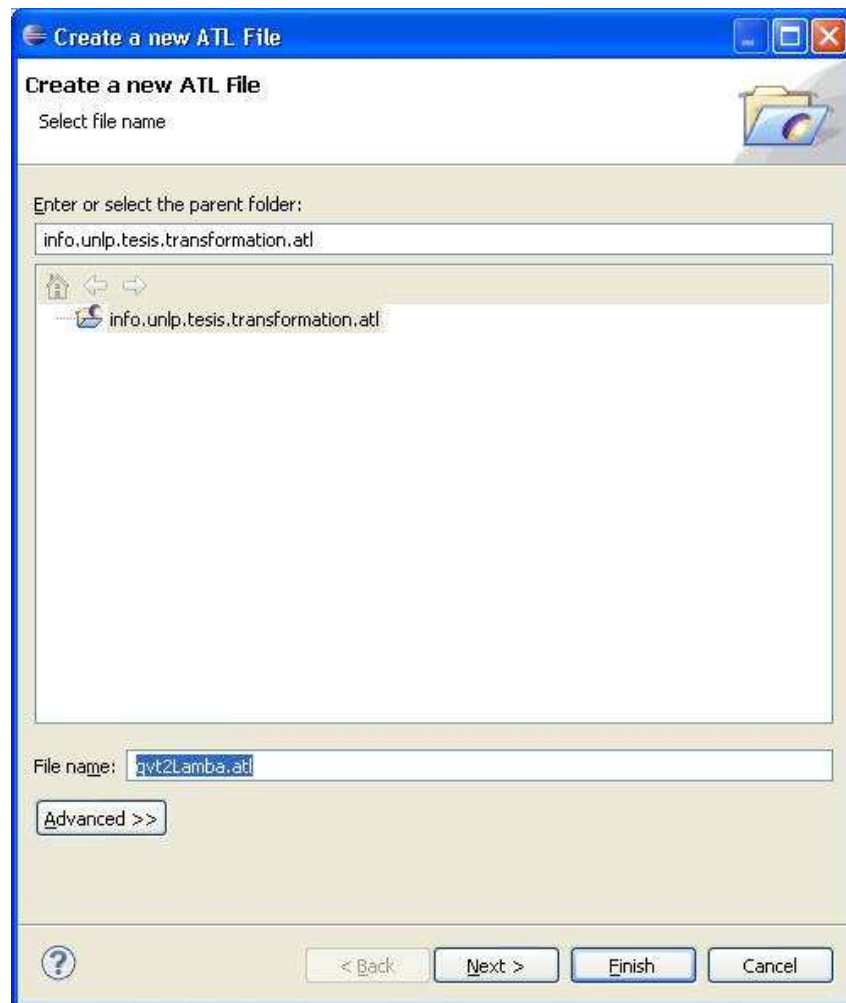 Create a new ATL File
Create a new ATL File
Select file name
Enter or select the parent folder:
info.unlp.tesis.transformation.atl
info.unlp.tesis.transformation.atl
File name: qvt2Lamba.atl
Advanced >>
? < Back Next > Finish Cancel